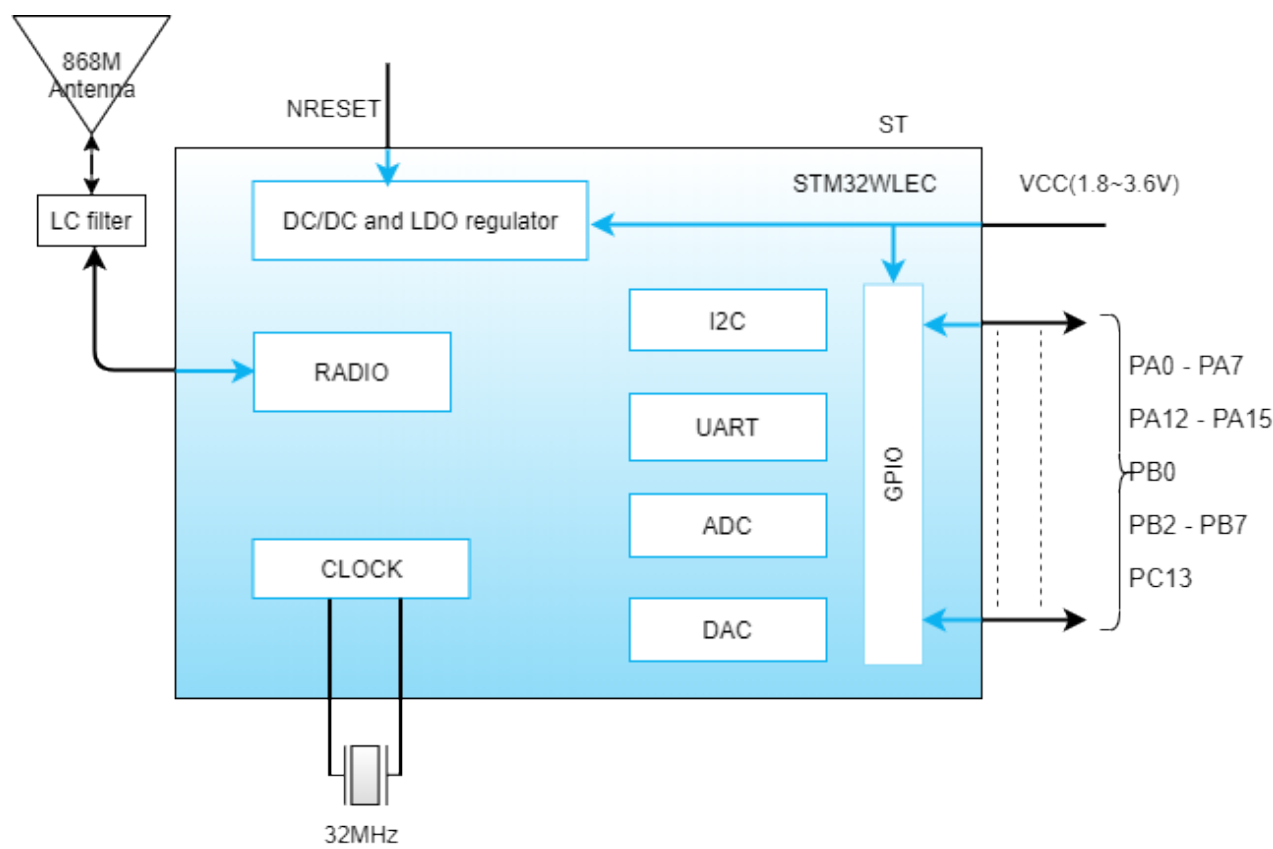 868M
Antenna
NRESET
ST
LC filter
DC/DC and LDO regulator
STM32WLEC
VCC(1.8~3.6V)
I2C
RADIO
UART
ADC
DAC
GPIO
PA0 - PA7
PA12 - PA15
PB0
PB2 - PB7
PC13
CLOCK
32MHz